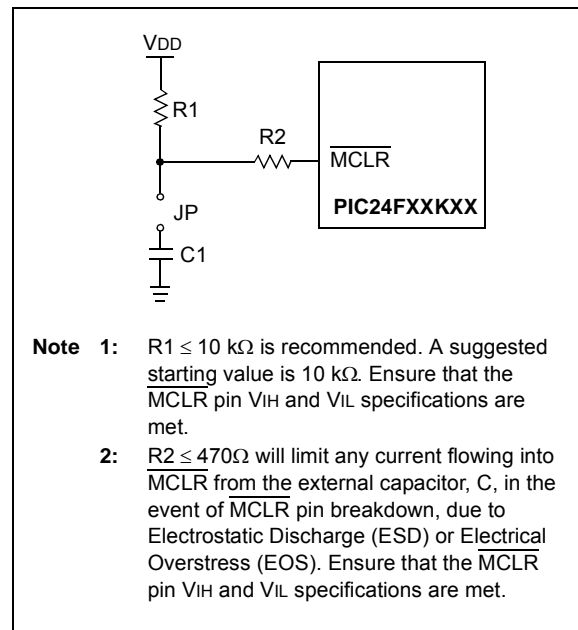 VDD
R1
R2
MCLR
PIC24FXXKXX
JP
C1
Note 1: R1 ≤ 10 kΩ is recommended. A suggested
starting value is 10 kΩ. Ensure that the
MCLR pin VIH and VIL specifications are
met.
2: R2 ≤ 470Ω will limit any current flowing into
MCLR from the external capacitor, C, in the
event of MCLR pin breakdown, due to
Electrostatic Discharge (ESD) or Electrical
Overstress (EOS). Ensure that the MCLR
pin VIH and VIL specifications are met.